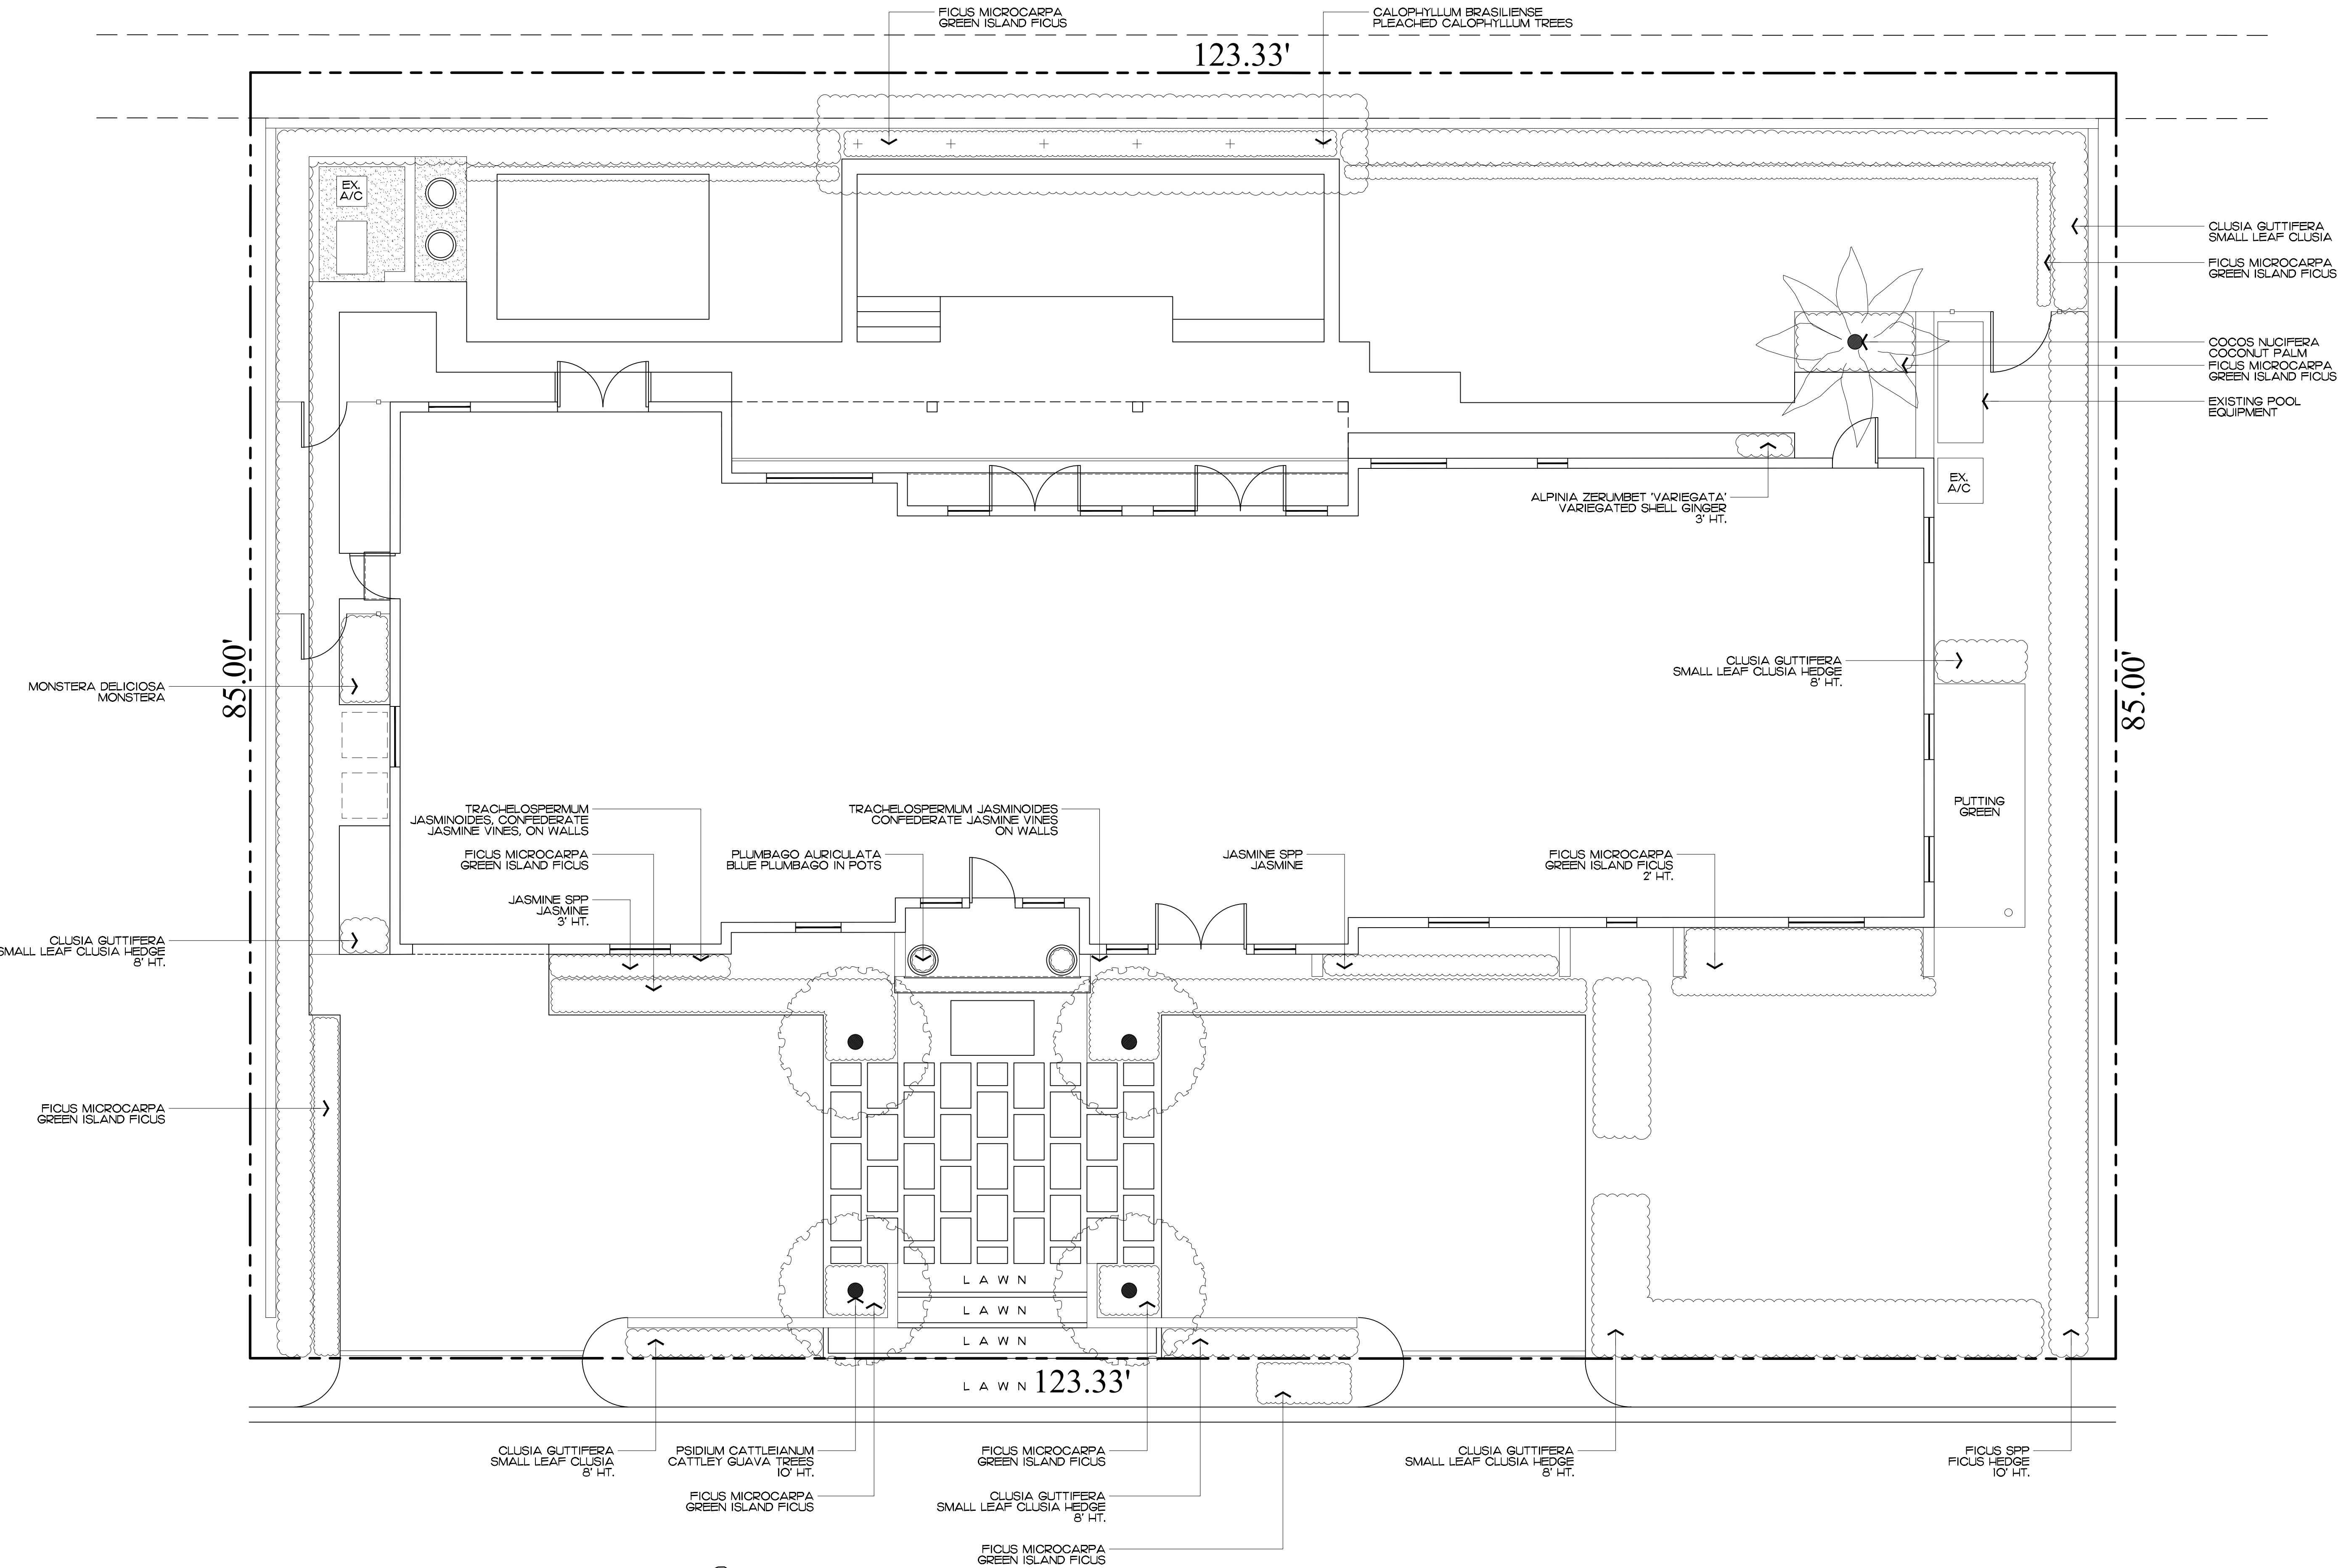 FICUS MICROCARPA
GREEN ISLAND FICUS
CALOPHYLLUM BRASILIENSE
PLEACHED CALOPHYLLUM TREES
123.33'
EX.
A/C
CLUSIA GUTTIFERA
SMALL LEAF CLUSIA
FICUS MICROCARPA
GREEN ISLAND FICUS
COCOS NUCIFERA
COCONUT PALM
FICUS MICROCARPA
GREEN ISLAND FICUS
EXISTING POOL
EQUIPMENT
EX.
A/C
ALPINIA ZERUMBET 'VARIEGATA'
VARIEGATED SHELL GINGER
3' HT.
85.00'
MONSTERA DELICIOSA
MONSTERA
CLUSIA GUTTIFERA
SMALL LEAF CLUSIA HEDGE
8' HT.
85.00'
PUTTING
GREEN
TRACHELOSPERMUM
JASMINOIDES, CONFEDERATE
JASMINE VINES, ON WALLS
TRACHELOSPERMUM JASMINOIDES
CONFEDERATE JASMINE VINES
ON WALLS
FICUS MICROCARPA
GREEN ISLAND FICUS
PLUMBAGO AURICULATA
BLUE PLUMBAGO IN POTS
JASMINE SPP
JASMINE
FICUS MICROCARPA
GREEN ISLAND FICUS
2' HT.
JASMINE SPP
JASMINE
3' HT.
CLUSIA GUTTIFERA
SMALL LEAF CLUSIA HEDGE
8' HT.
FICUS MICROCARPA
GREEN ISLAND FICUS
LAWN
LAWN
LAWN
LAWN
123.33'
CLUSIA GUTTIFERA
SMALL LEAF CLUSIA
8' HT.
PSIDIUM CATTLEIANUM
CATTLEY GUAVA TREES
10' HT.
FICUS MICROCARPA
GREEN ISLAND FICUS
CLUSIA GUTTIFERA
SMALL LEAF CLUSIA HEDGE
8' HT.
FICUS SPP
FICUS HEDGE
10' HT.
FICUS MICROCARPA
GREEN ISLAND FICUS
CLUSIA GUTTIFERA
SMALL LEAF CLUSIA HEDGE
8' HT.
FICUS MICROCARPA
GREEN ISLAND FICUS